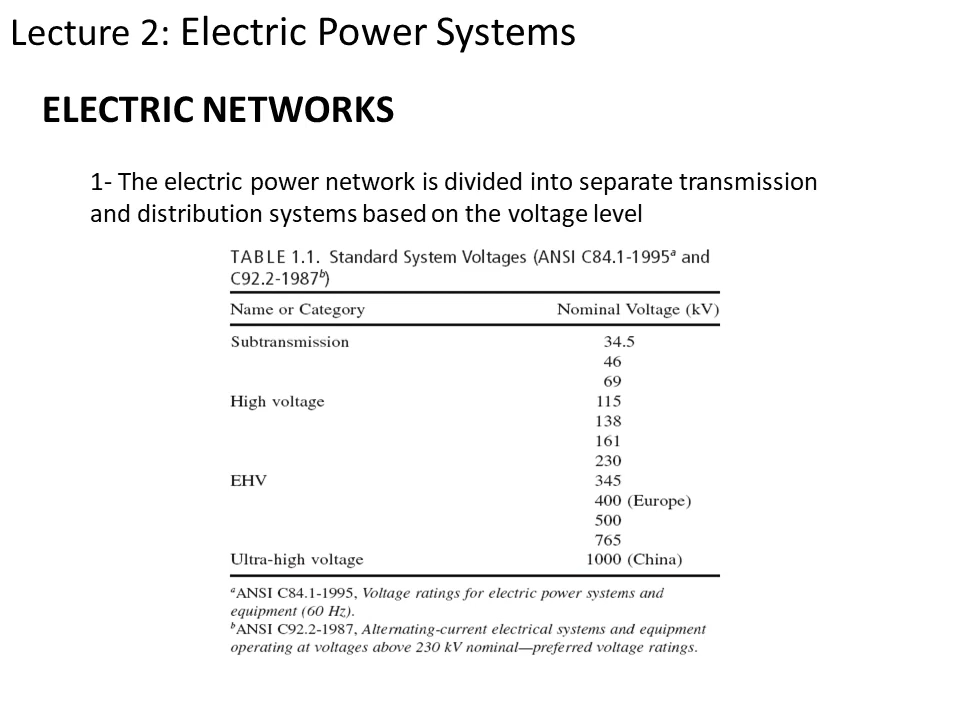 Lecture 2: Electric Power Systems
ELECTRIC NETWORKS
1- The electric power network is divided into separate transmission
and distribution systems based on the voltage level
TABLE 1.1. Standard System Voltages (ANSI C84.1-1995ᵃ and
C92.2-1987ᵇ)
Name or Category Nominal Voltage (kV)
Subtransmission 34.5
46
69
High voltage 115
138
161
230
EHV 345
400 (Europe)
500
765
Ultra-high voltage 1000 (China)
ᵃANSI C84.1-1995, Voltage ratings for electric power systems and
equipment (60 Hz).
ᵇANSI C92.2-1987, Alternating-current electrical systems and equipment
operating at voltages above 230 kV nominal—preferred voltage ratings.